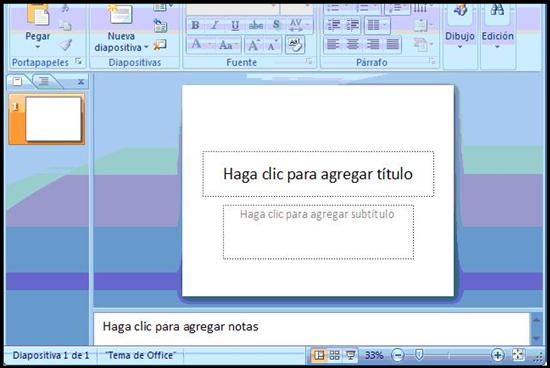 Pegar
Nueva
diapositiva
Dibujo
Edición
Portapapeles
Diapositivas
Fuente
Párrafo
1
Haga clic para agregar título
Haga clic para agregar subtítulo
Haga clic para agregar notas
Diapositiva 1 de 1
"Tema de Office"
33%